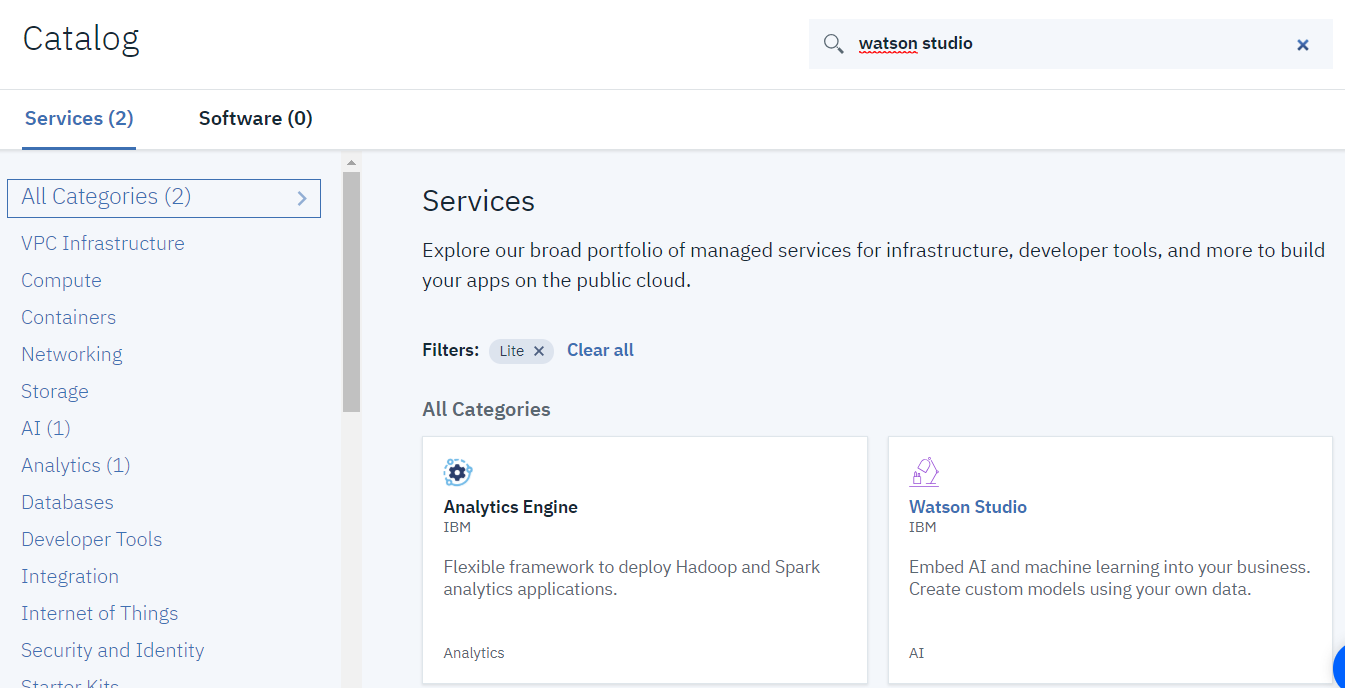 Catalog
watson studio
Services (2)
Software (0)
All Categories (2)
VPC Infrastructure
Compute
Containers
Networking
Storage
AI (1)
Analytics (1)
Databases
Developer Tools
Integration
Internet of Things
Security and Identity
Starter Kits
Services
Explore our broad portfolio of managed services for infrastructure, developer tools, and more to build
your apps on the public cloud.
Filters: Lite Clear all
All Categories
Analytics Engine
IBM
Flexible framework to deploy Hadoop and Spark
analytics applications.
Analytics
Watson Studio
IBM
Embed AI and machine learning into your business.
Create custom models using your own data.
AI